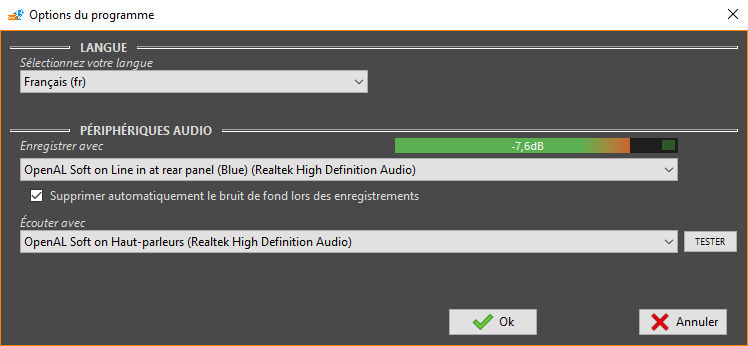 Options du programme
LANGUE
Sélectionnez votre langue
Français (fr)
PÉRIPHÉRIQUES AUDIO
Enregistrer avec
-7,6dB
OpenAL Soft on Line in at rear panel (Blue) (Realtek High Definition Audio)
Supprimer automatiquement le bruit de fond lors des enregistrements
Écouter avec
OpenAL Soft on Haut-parleurs (Realtek High Definition Audio)
TESTER
Ok
Annuler